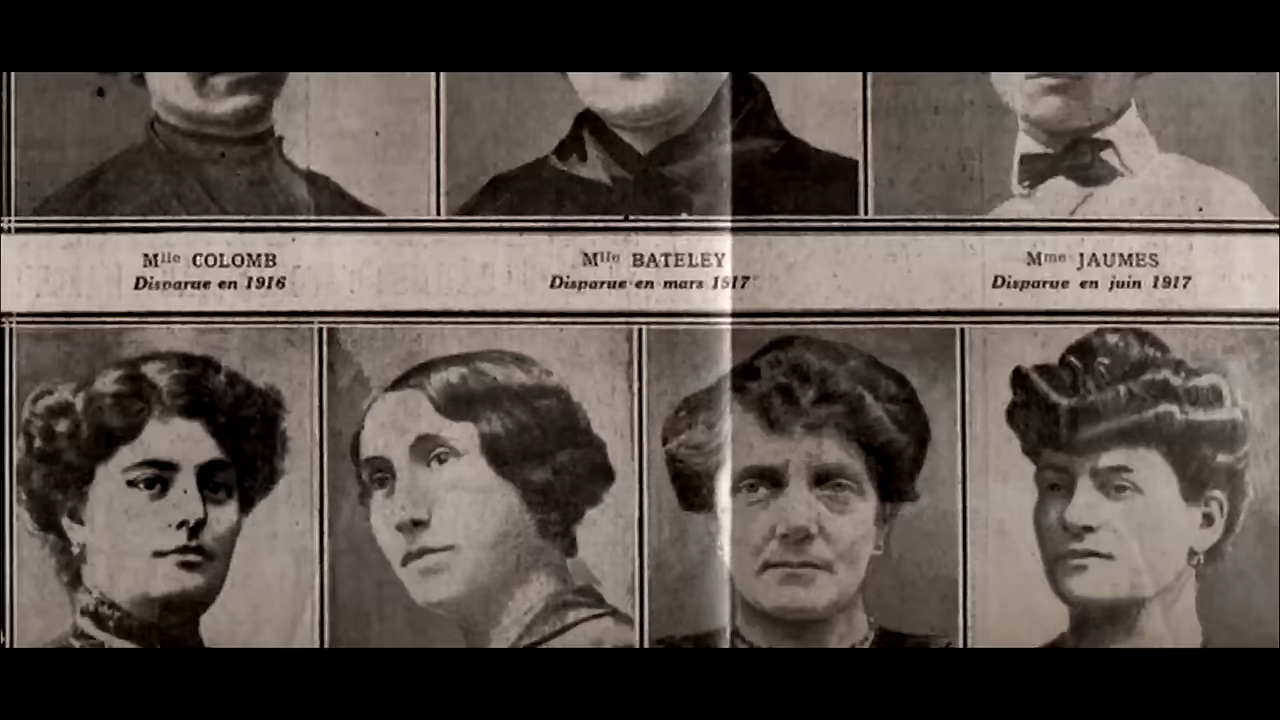 Mlle COLOMB
Disparue en 1916
Mlle BATELEY
Disparue en mars 1917
Mme JAUMES
Disparue en juin 1917